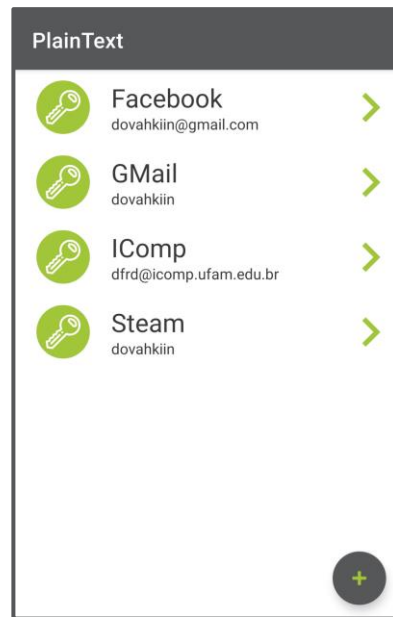 PlainText
Facebook
dovahkiin@gmail.com
GMail
dovahkiin
IComp
dfrd@icomp.ufam.edu.br
Steam
dovahkiin
+